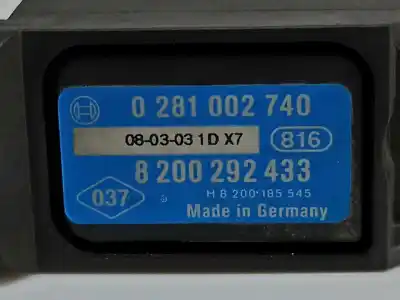 0 281 002 740
08-03-03 1D X7
816
8 200 292 433
037
H 8 200 185 545
Made in Germany